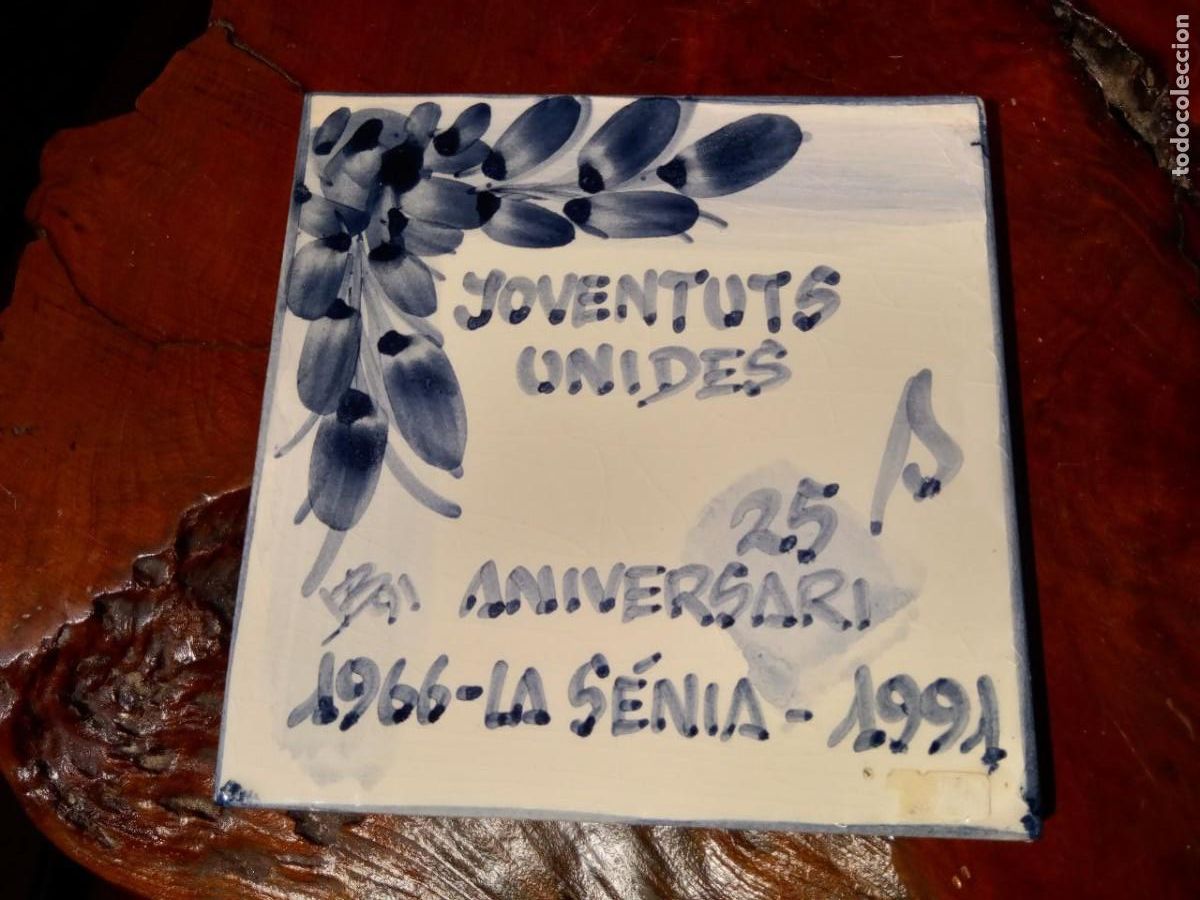 JOVENTUTS
UNIDES
25
ANIVERSARI
1966-LA SÉNIA - 1991
todocoleccion